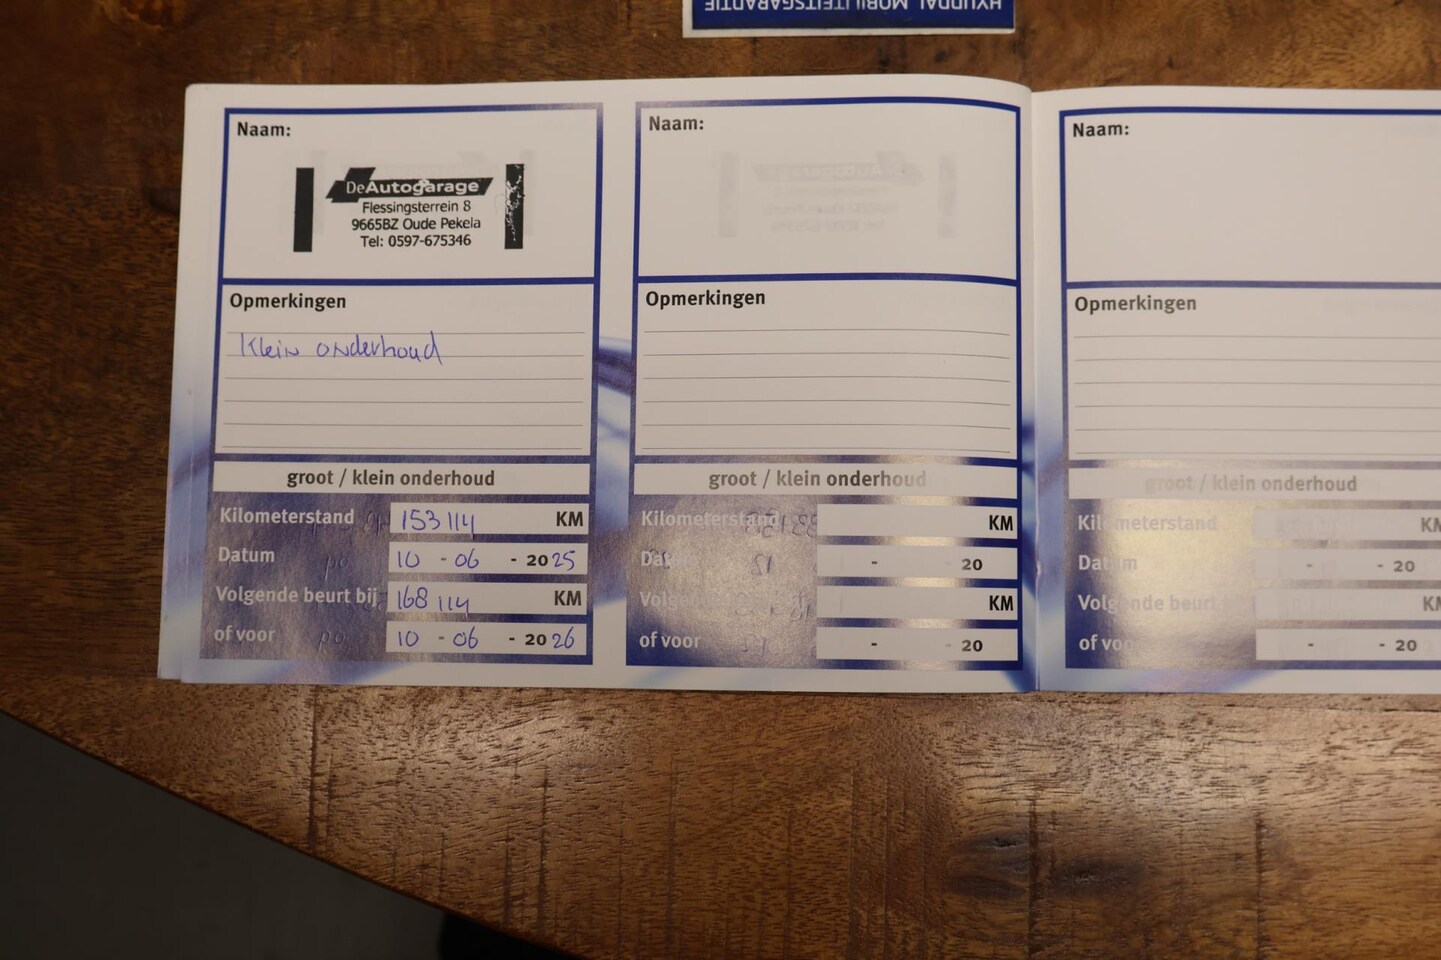 HYUNDAI MOBILITEITSGARANTIE
Naam:
DeAutogarage
Flessingsterrein 8
9665BZ Oude Pekela
Tel: 0597-675346
Opmerkingen
Klein onderhoud
groot / klein onderhoud
Kilometerstand 153114 KM
Datum 10 - 06 - 2025
Volgende beurt bij 168114 KM
of voor 10 - 06 - 2026
Naam:
Opmerkingen
groot / klein onderhoud
Kilometerstand KM
Datum - - 20
Volgende KM
of voor - - 20
Naam:
Opmerkingen
groot / klein onderhoud
Kilometerstand KM
Datum - - 20
Volgende beurt KM
of voor - - 20